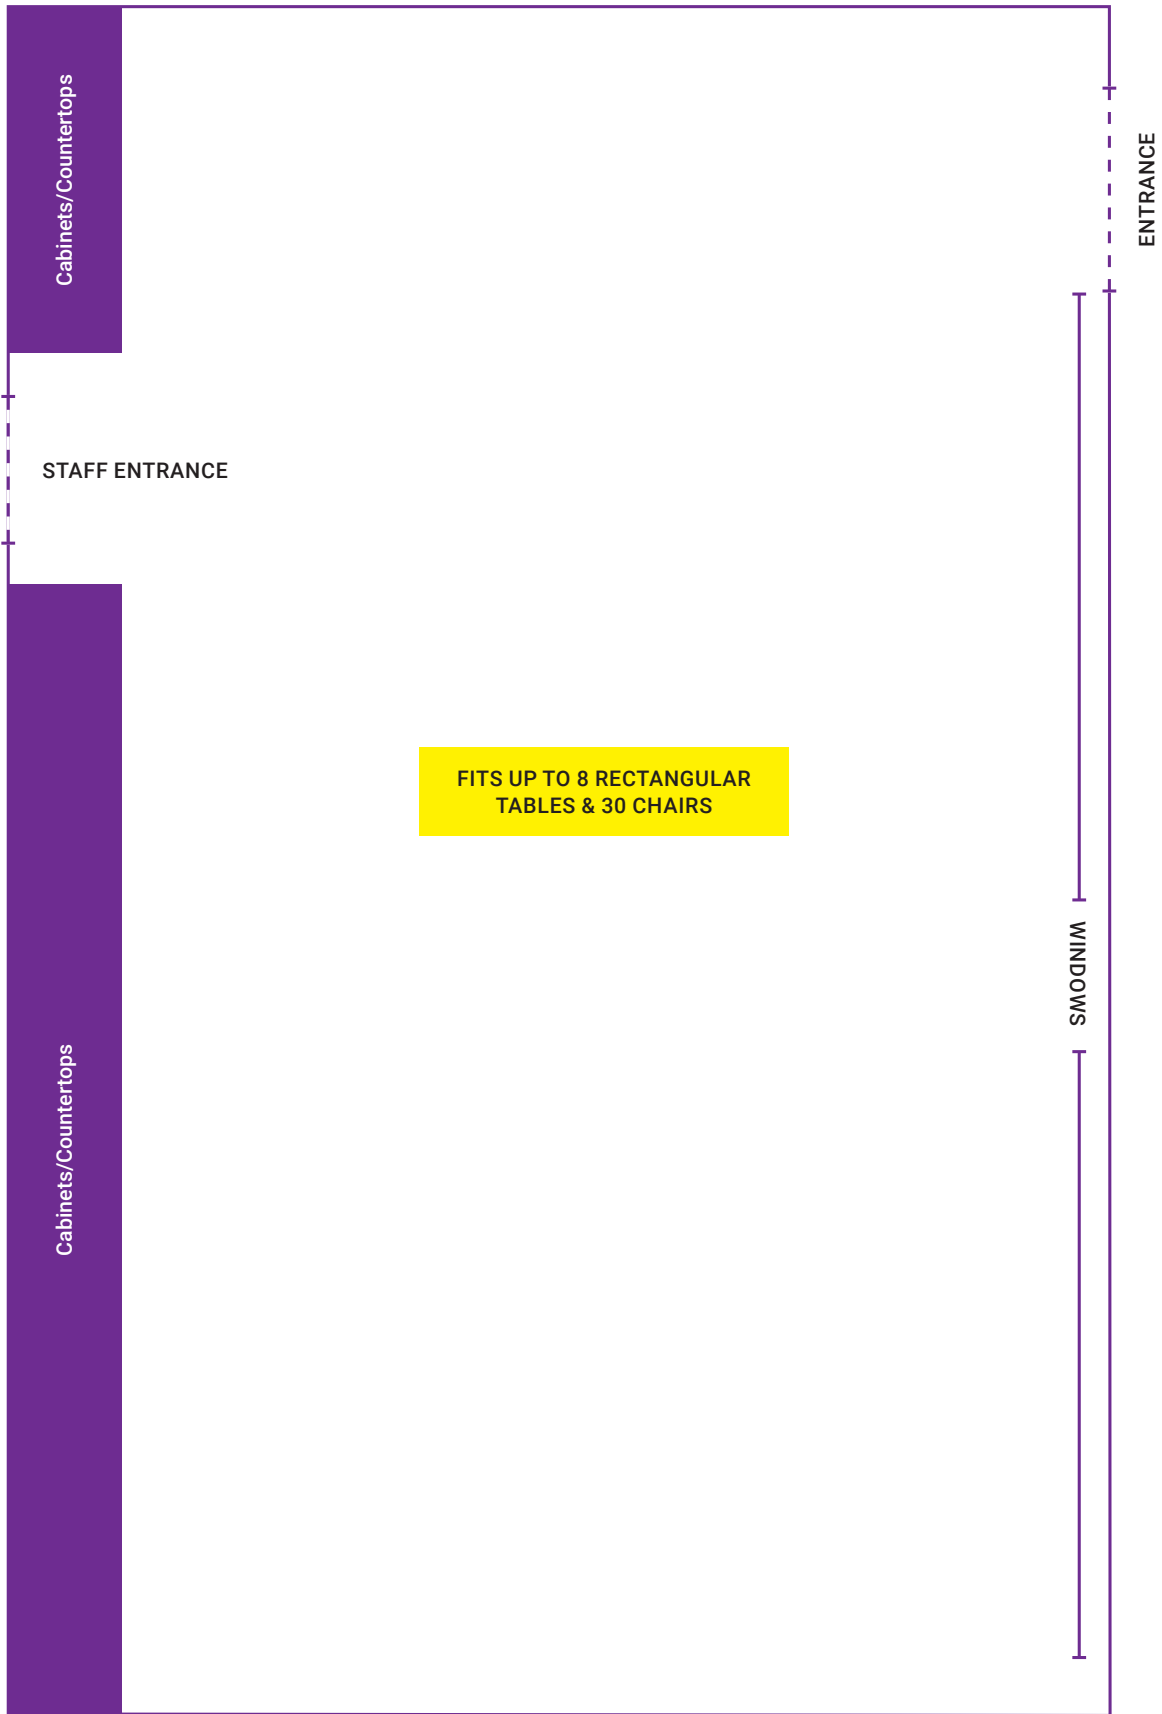 Cabinets/Countertops
ENTRANCE
STAFF ENTRANCE
FITS UP TO 8 RECTANGULAR
TABLES & 30 CHAIRS
WINDOWS
Cabinets/Countertops